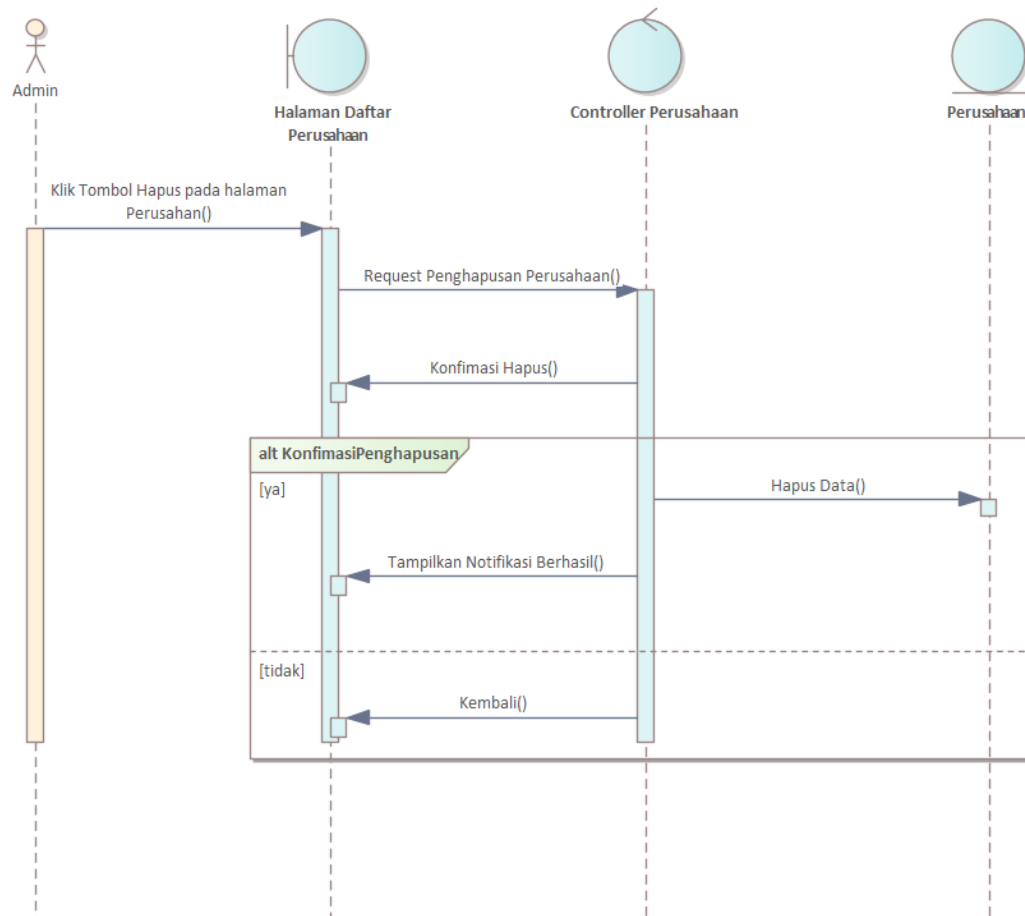 Admin
Halaman Daftar
Perusahaan
Controller Perusahaan
Perusahaan
Klik Tombol Hapus pada halaman
Perusahan()
Request Penghapusan Perusahaan()
Konfimasi Hapus()
alt KonfimasiPenghapusan
[ya]
Hapus Data()
Tampilkan Notifikasi Berhasil()
[tidak]
Kembali()